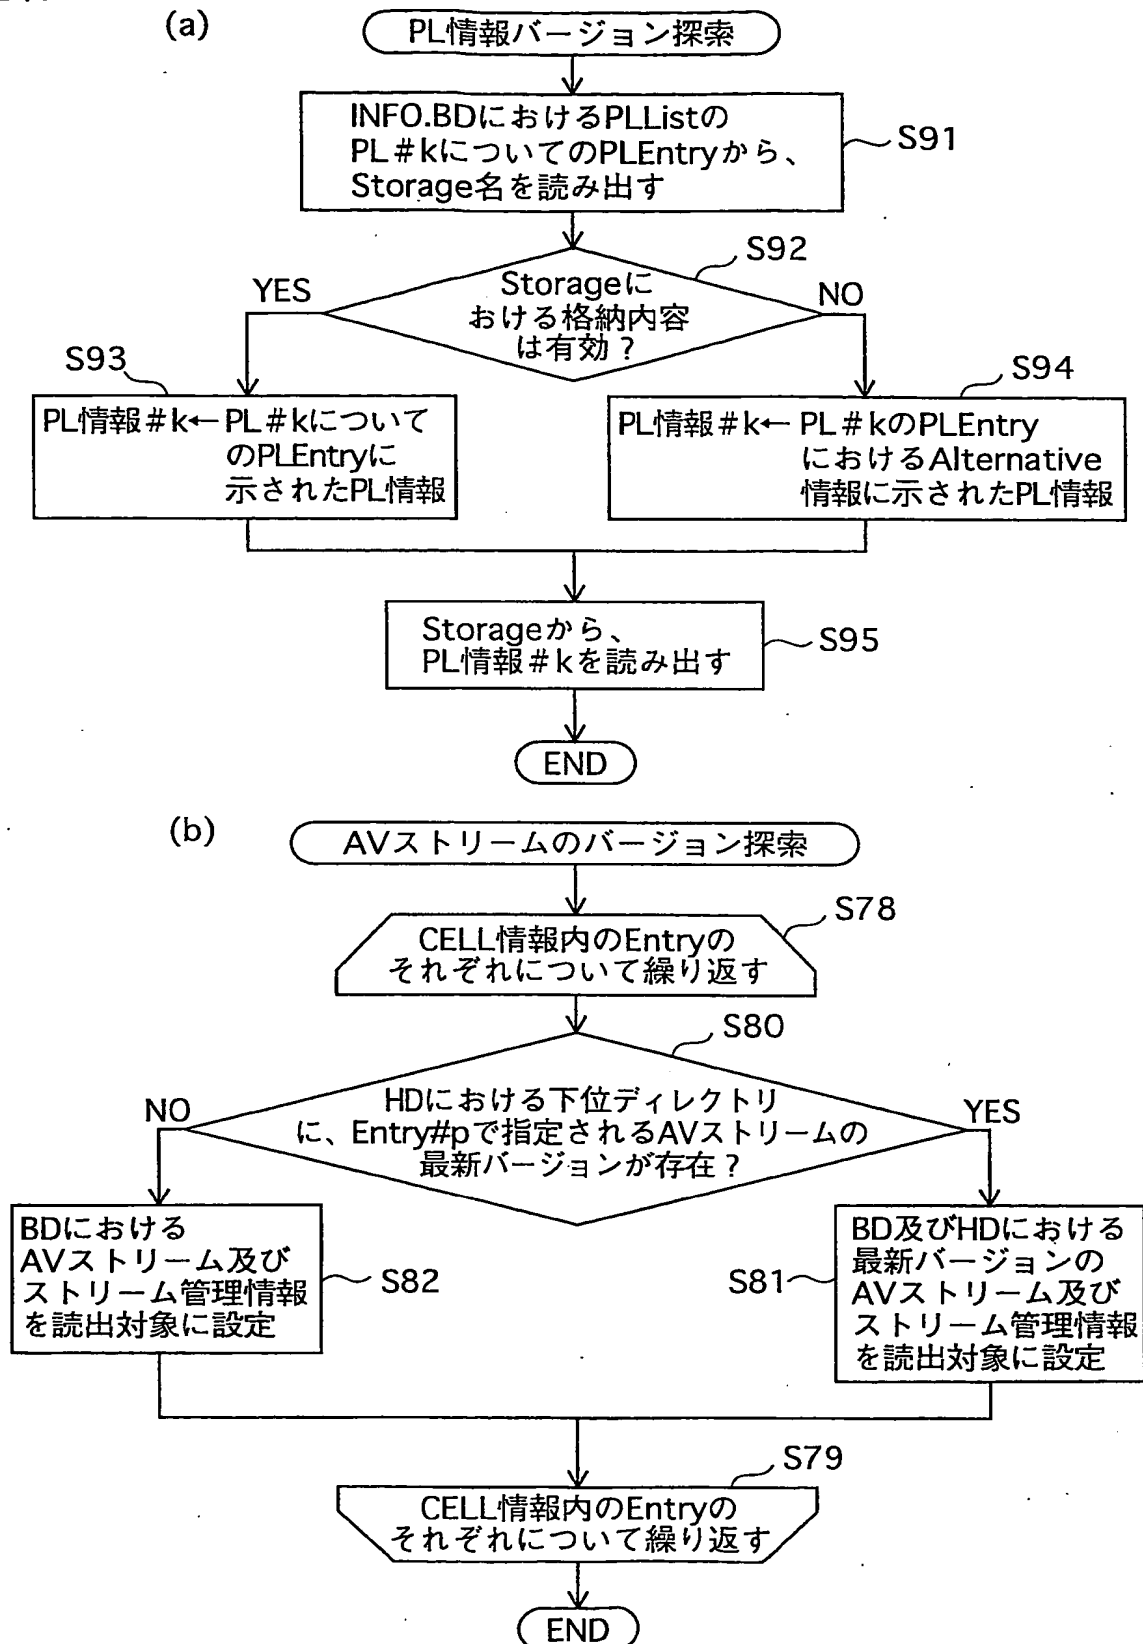 (a)
PL情報バージョン探索
INFO.BDにおけるPLListの
PL#kについてのPLEntryから、
Storage名を読み出す
S91
S92
Storageに
おける格納内容
は有効?
YES
NO
S93
PL情報#k←PL#kについて
のPLEntryに
示されたPL情報
S94
PL情報#k←PL#kのPLEntry
におけるAlternative
情報に示されたPL情報
Storageから、
PL情報#kを読み出す
S95
END
(b)
AVストリームのバージョン探索
S78
CELL情報内のEntryの
それぞれについて繰り返す
S80
HDにおける下位ディレクトリ
に、Entry#pで指定されるAVストリームの
最新バージョンが存在?
NO
YES
BDにおける
AVストリーム及び
ストリーム管理情報
を読出対象に設定
S82
S81
BD及びHDにおける
最新バージョンの
AVストリーム及び
ストリーム管理情報
を読出対象に設定
S79
CELL情報内のEntryの
それぞれについて繰り返す
END